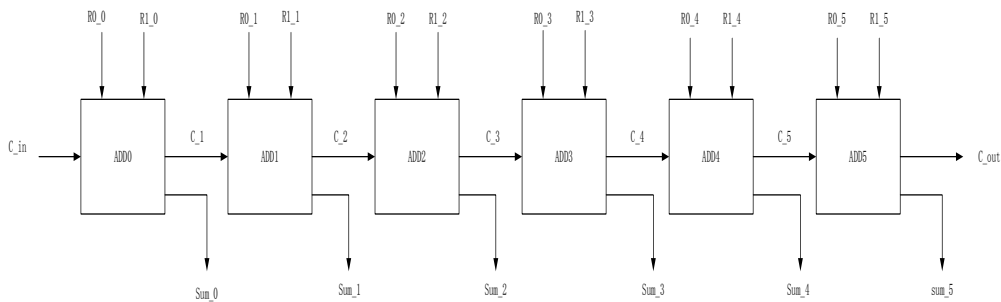 R0_0 R1_0 R0_1 R1_1 R0_2 R1_2 R0_3 R1_3 R0_4 R1_4 R0_5 R1_5
C_in ADD0 C_1 ADD1 C_2 ADD2 C_3 ADD3 C_4 ADD4 C_5 ADD5 C_out
Sum_0 Sum_1 Sum_2 Sum_3 Sum_4 sum_5